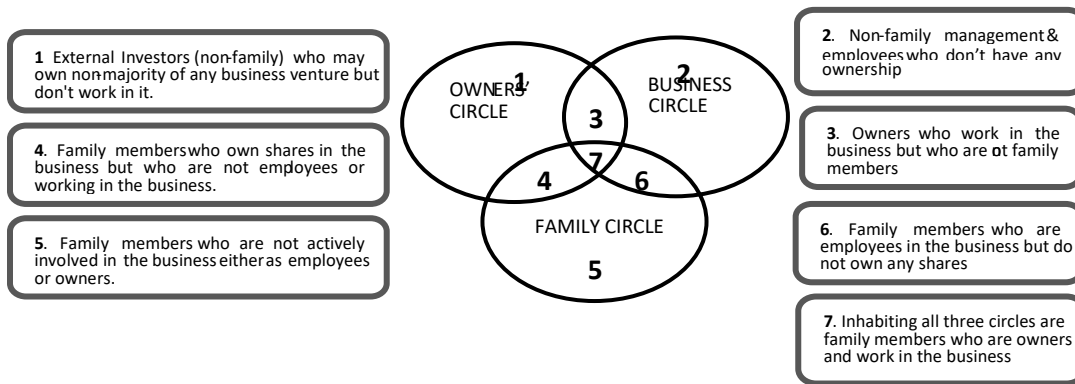 1 External Investors (non-family) who may
own non-majority of any business venture but
don't work in it.
4. Family members who own shares in the
business but who are not employees or
working in the business.
5. Family members who are not actively
involved in the business either as employees
or owners.
OWNERS'
CIRCLE
1
BUSINESS
CIRCLE
2
3
7
4
6
FAMILY CIRCLE
5
2. Non-family management &
employees who don't have any
ownership
3. Owners who work in the
business but who are not family
members
6. Family members who are
employees in the business but do
not own any shares
7. Inhabiting all three circles are
family members who are owners
and work in the business